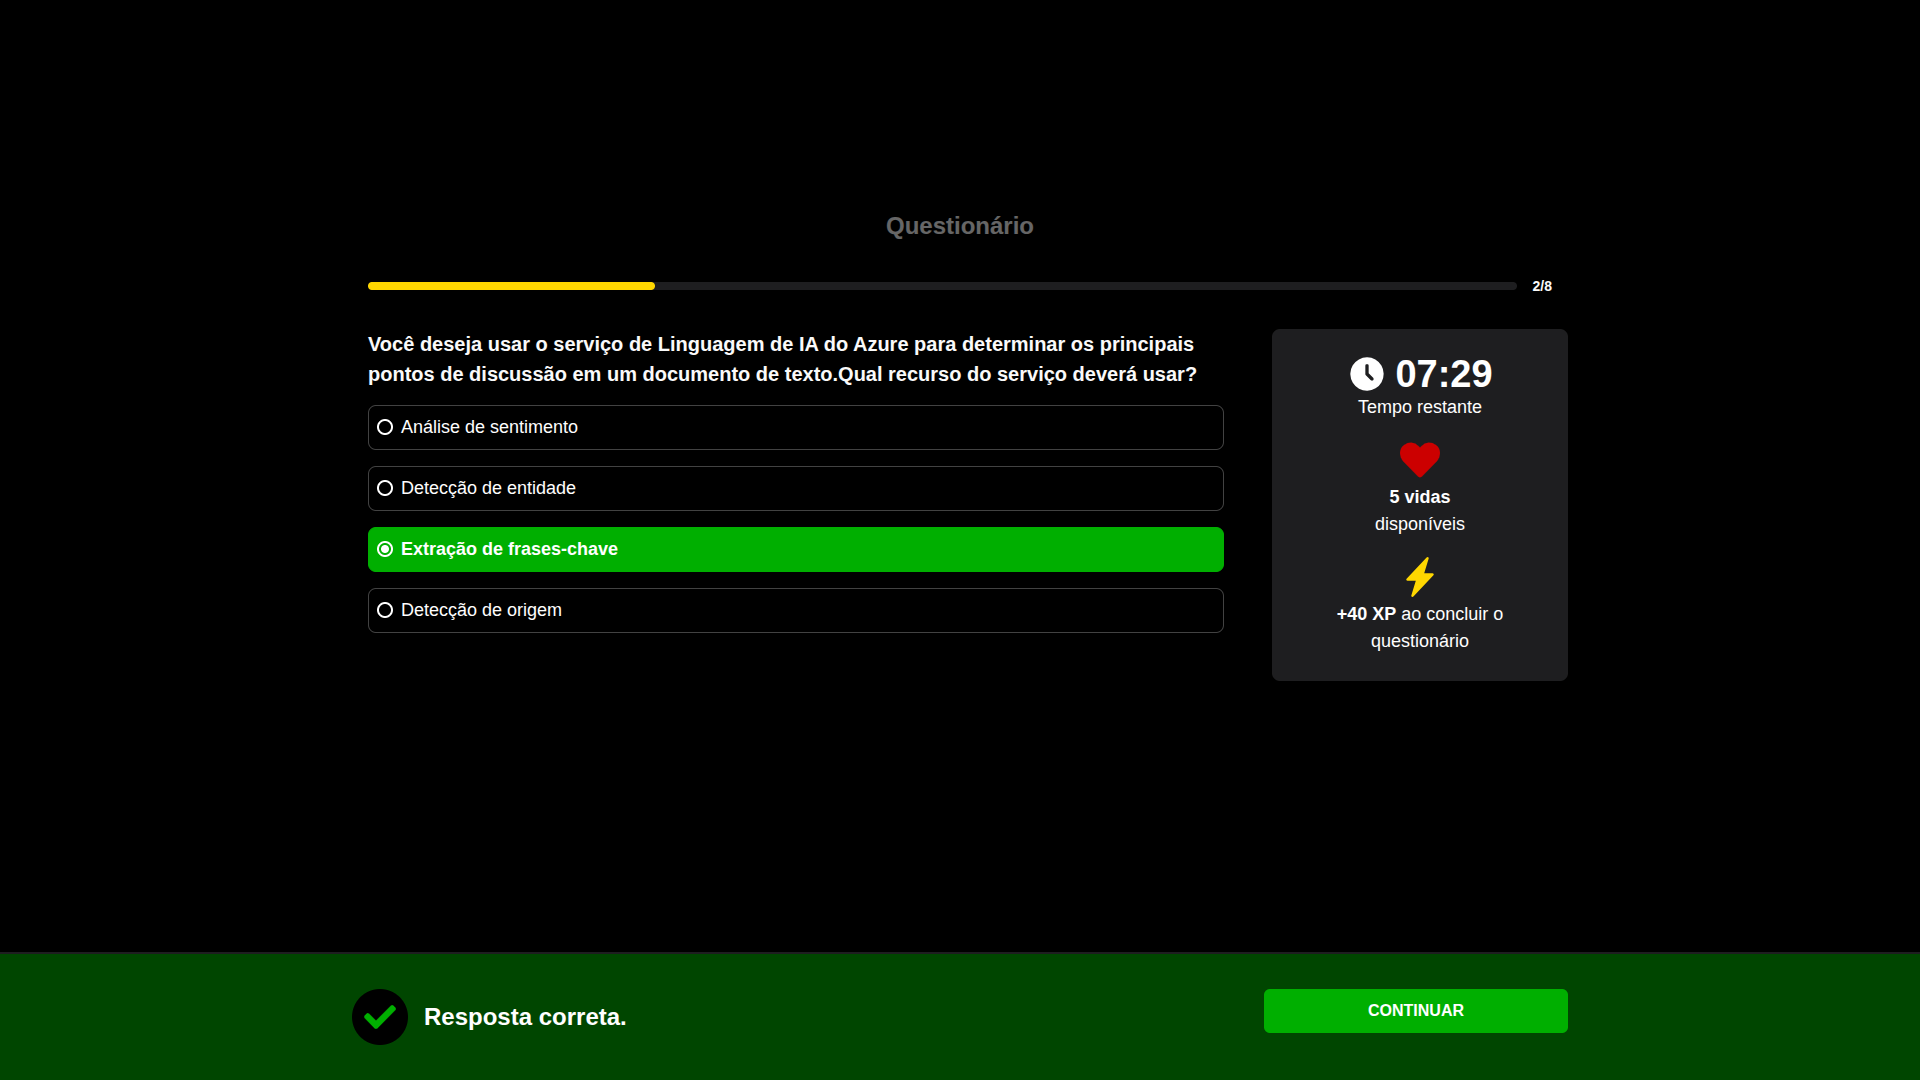 Questionário
2/8
Você deseja usar o serviço de Linguagem de IA do Azure para determinar os principais
pontos de discussão em um documento de texto.Qual recurso do serviço deverá usar?
Análise de sentimento
Detecção de entidade
Extração de frases-chave
Detecção de origem
07:29
Tempo restante
5 vidas
disponíveis
+40 XP ao concluir o
questionário
Resposta correta.
CONTINUAR